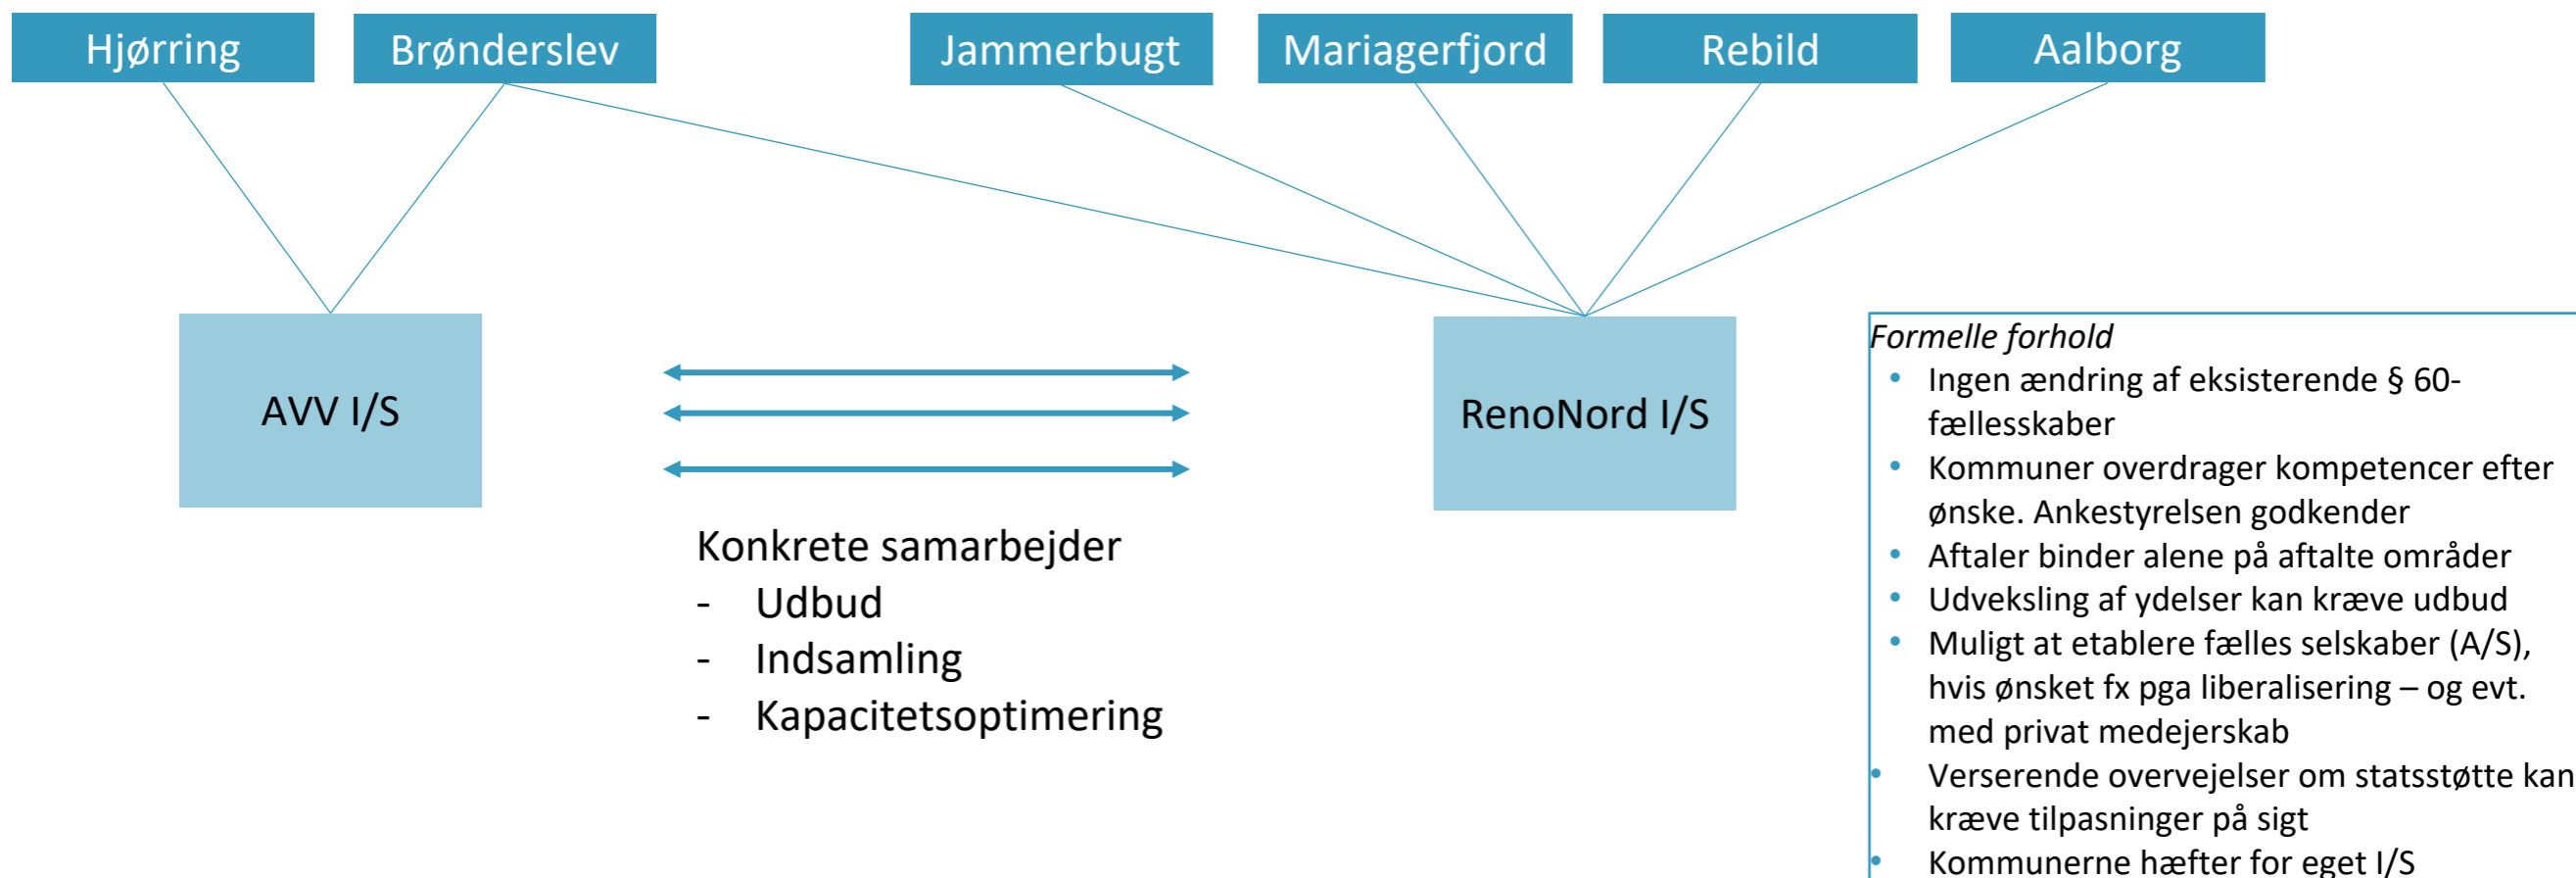 Hjørring
Brønderslev
Jammerbugt
Mariagerfjord
Rebild
Aalborg
AVV I/S
RenoNord I/S
Konkrete samarbejder
- Udbud
- Indsamling
- Kapacitetsoptimering
Formelle forhold
• Ingen ændring af eksisterende § 60-
fællesskaber
• Kommuner overdrager kompetencer efter
ønske. Ankestyrelsen godkender
• Aftaler binder alene på aftalte områder
• Udveksling af ydelser kan kræve udbud
• Muligt at etablere fælles selskaber (A/S),
hvis ønsket fx pga liberalisering – og evt.
med privat medejerskab
• Verserende overvejelser om statsstøtte kan
kræve tilpasninger på sigt
• Kommunerne hæfter for eget I/S